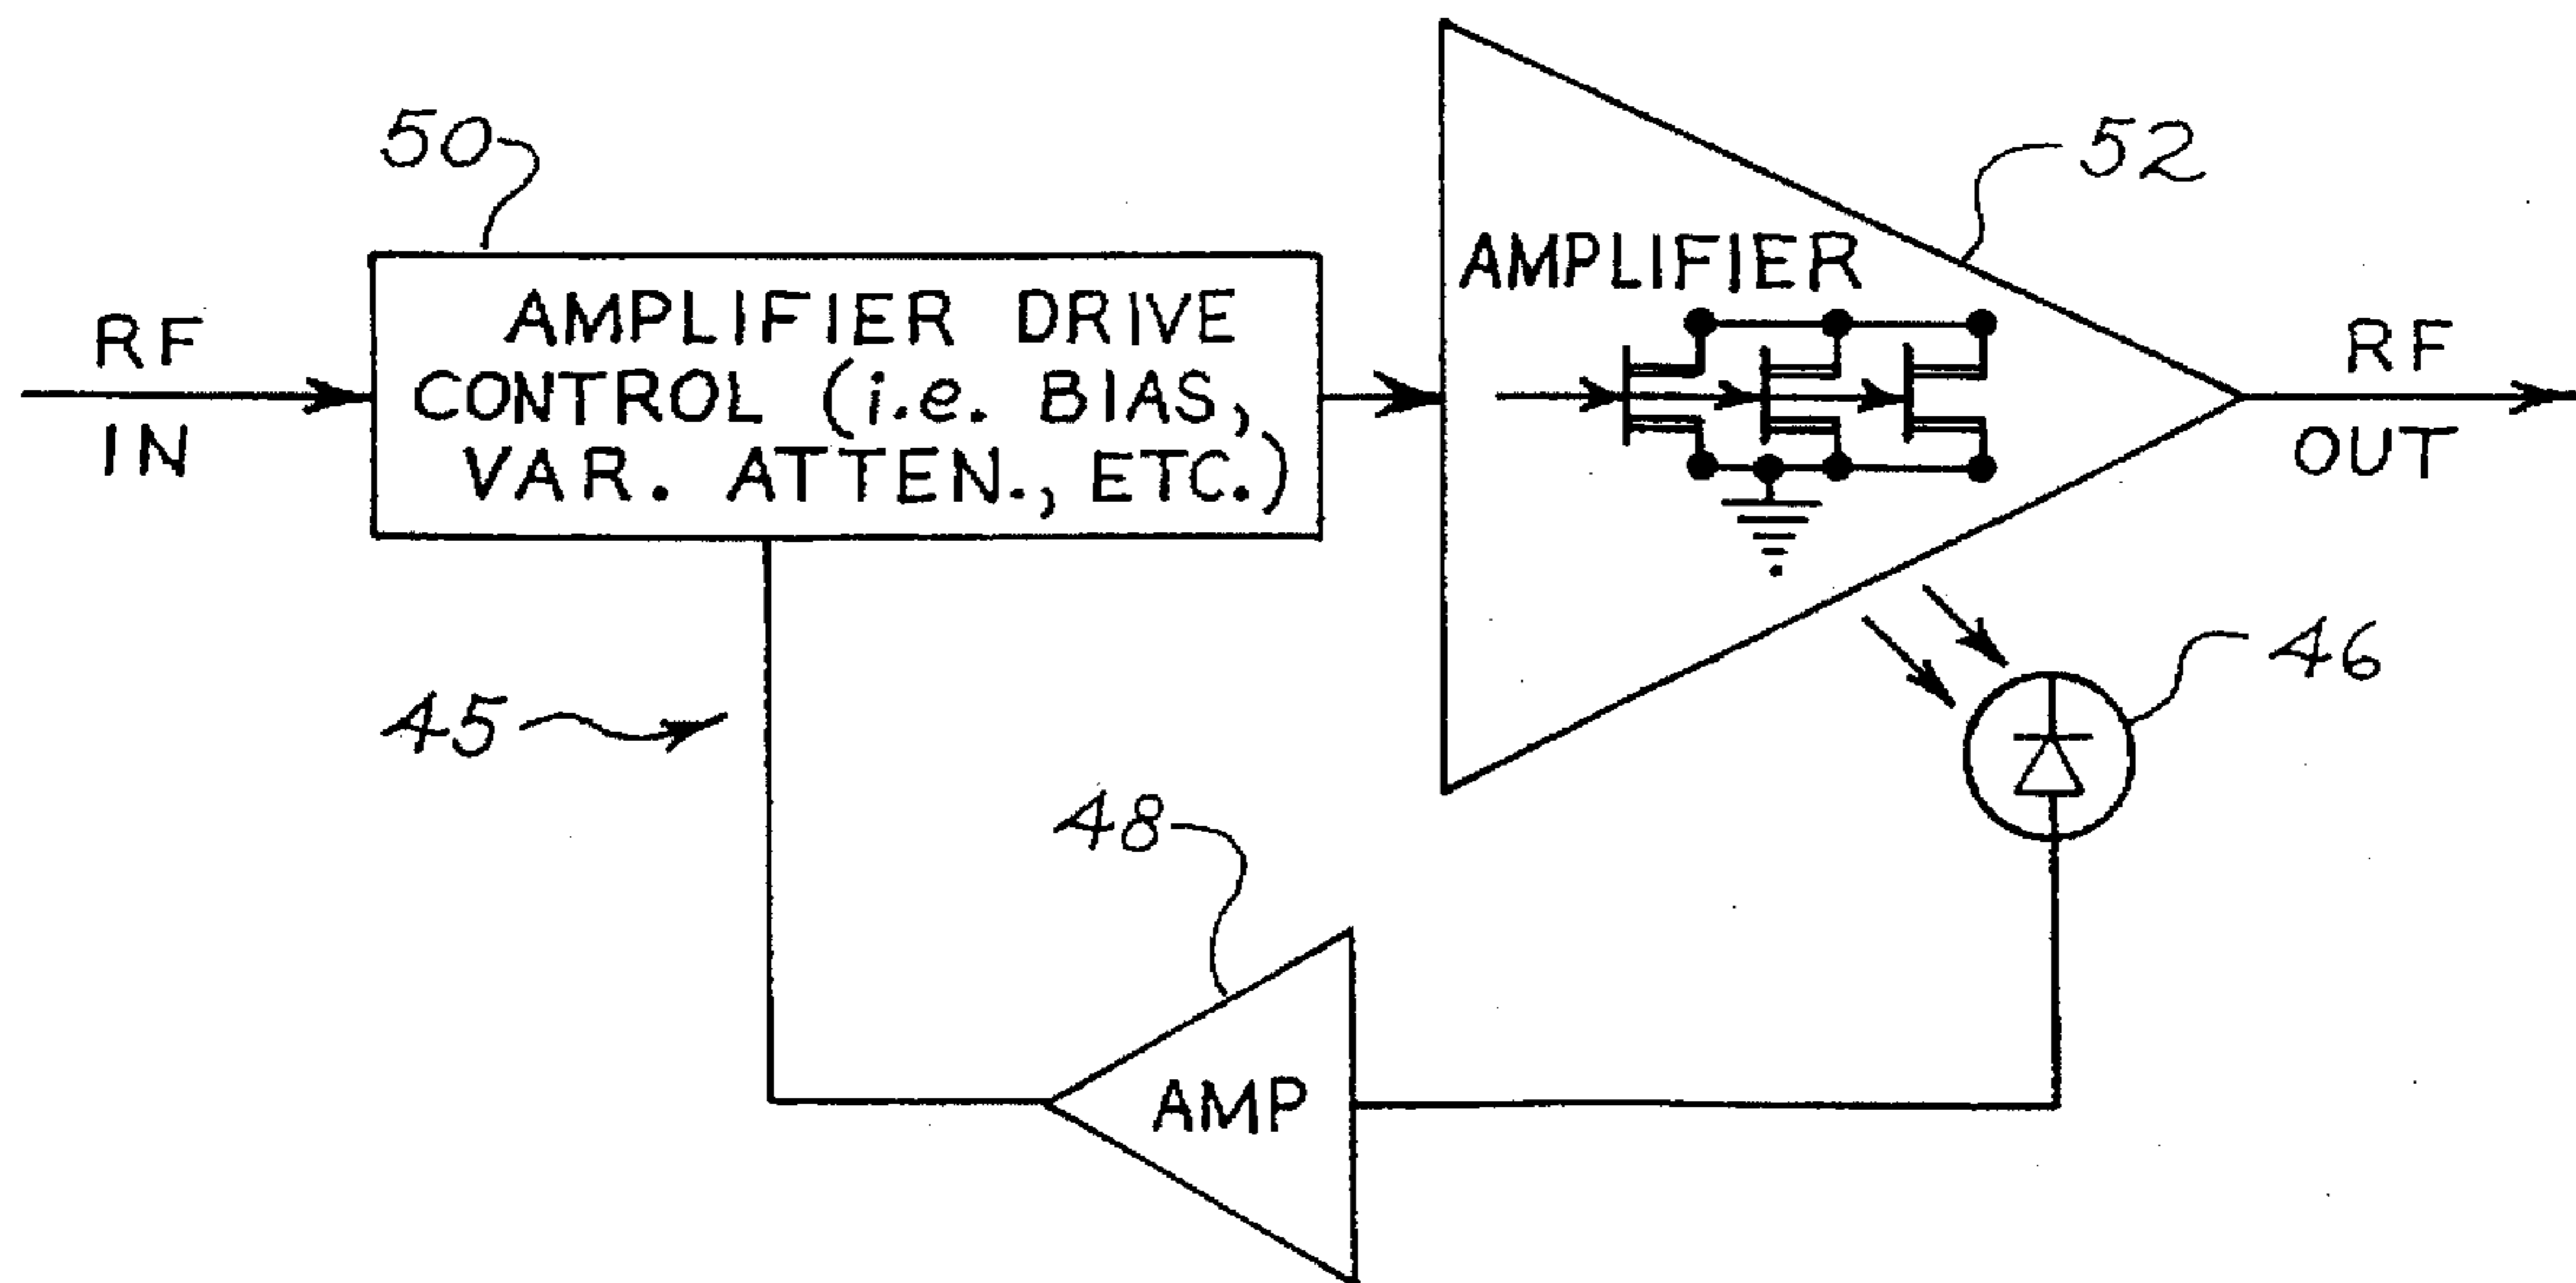 50
52
RF
IN
AMPLIFIER DRIVE
CONTROL (i.e. BIAS,
VAR. ATTEN., ETC.)
AMPLIFIER
RF
OUT
45
46
48
AMP